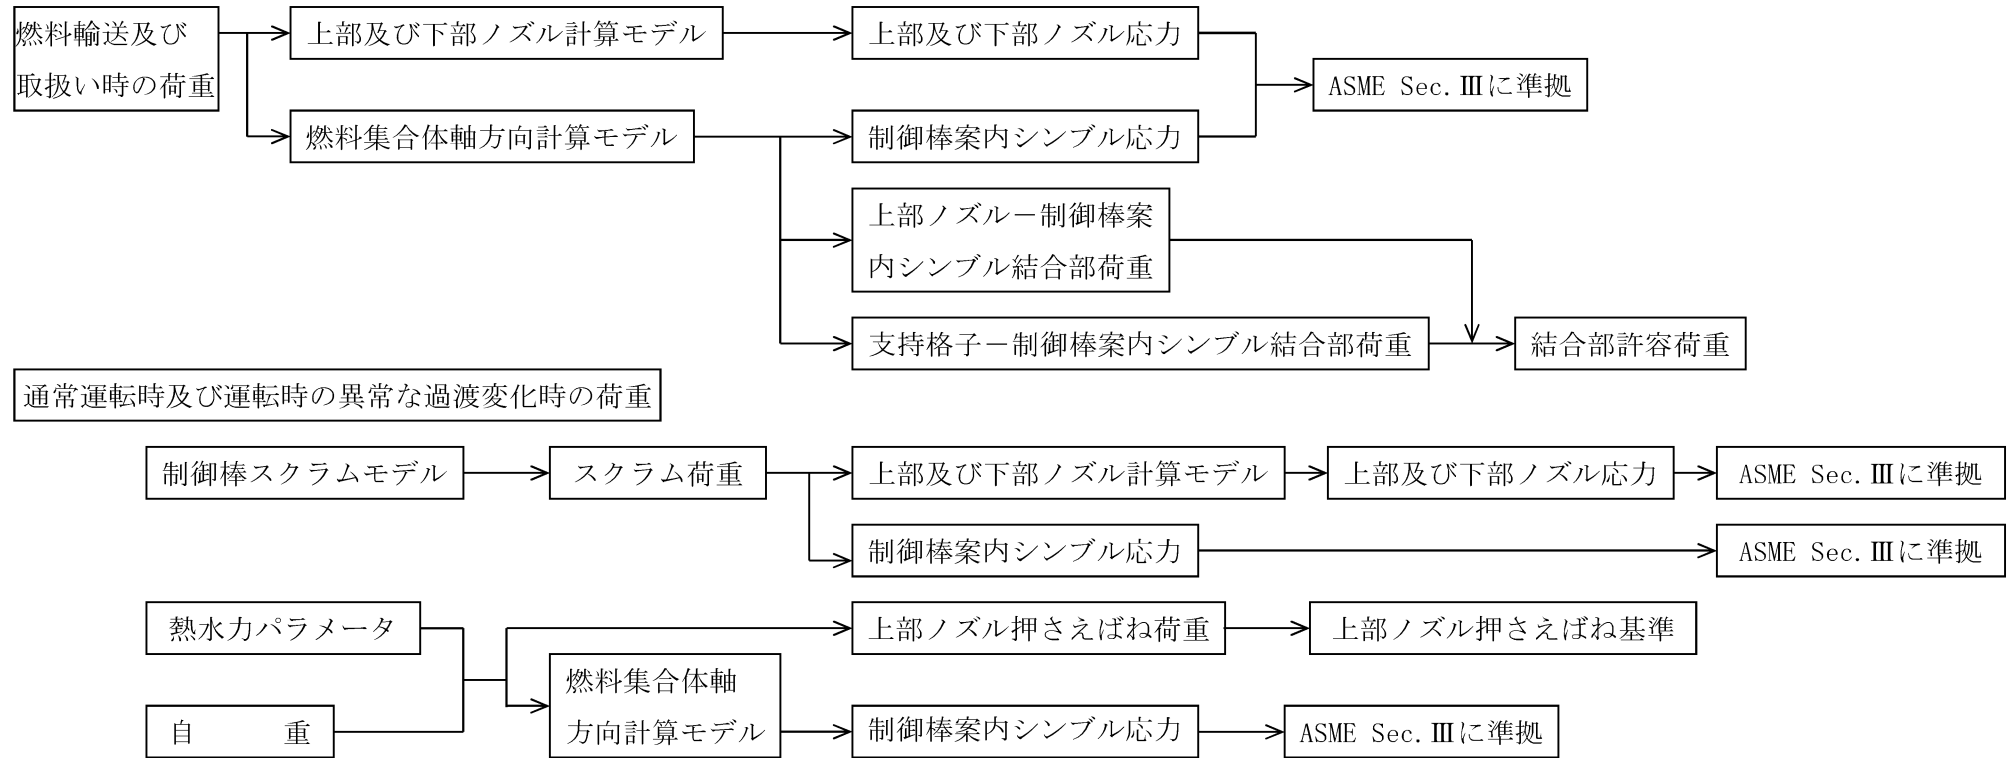 燃料輸送及び
取扱い時の荷重
上部及び下部ノズル計算モデル
上部及び下部ノズル応力
ASME Sec.Ⅲに準拠
燃料集合体軸方向計算モデル
制御棒案内シンブル応力
上部ノズル－制御棒案
内シンブル結合部荷重
支持格子－制御棒案内シンブル結合部荷重
結合部許容荷重
通常運転時及び運転時の異常な過渡変化時の荷重
制御棒スクラムモデル
スクラム荷重
上部及び下部ノズル計算モデル
上部及び下部ノズル応力
ASME Sec.Ⅲに準拠
制御棒案内シンブル応力
ASME Sec.Ⅲに準拠
熱水力パラメータ
上部ノズル押さえばね荷重
上部ノズル押さえばね基準
燃料集合体軸
方向計算モデル
自　　　重
制御棒案内シンブル応力
ASME Sec.Ⅲに準拠